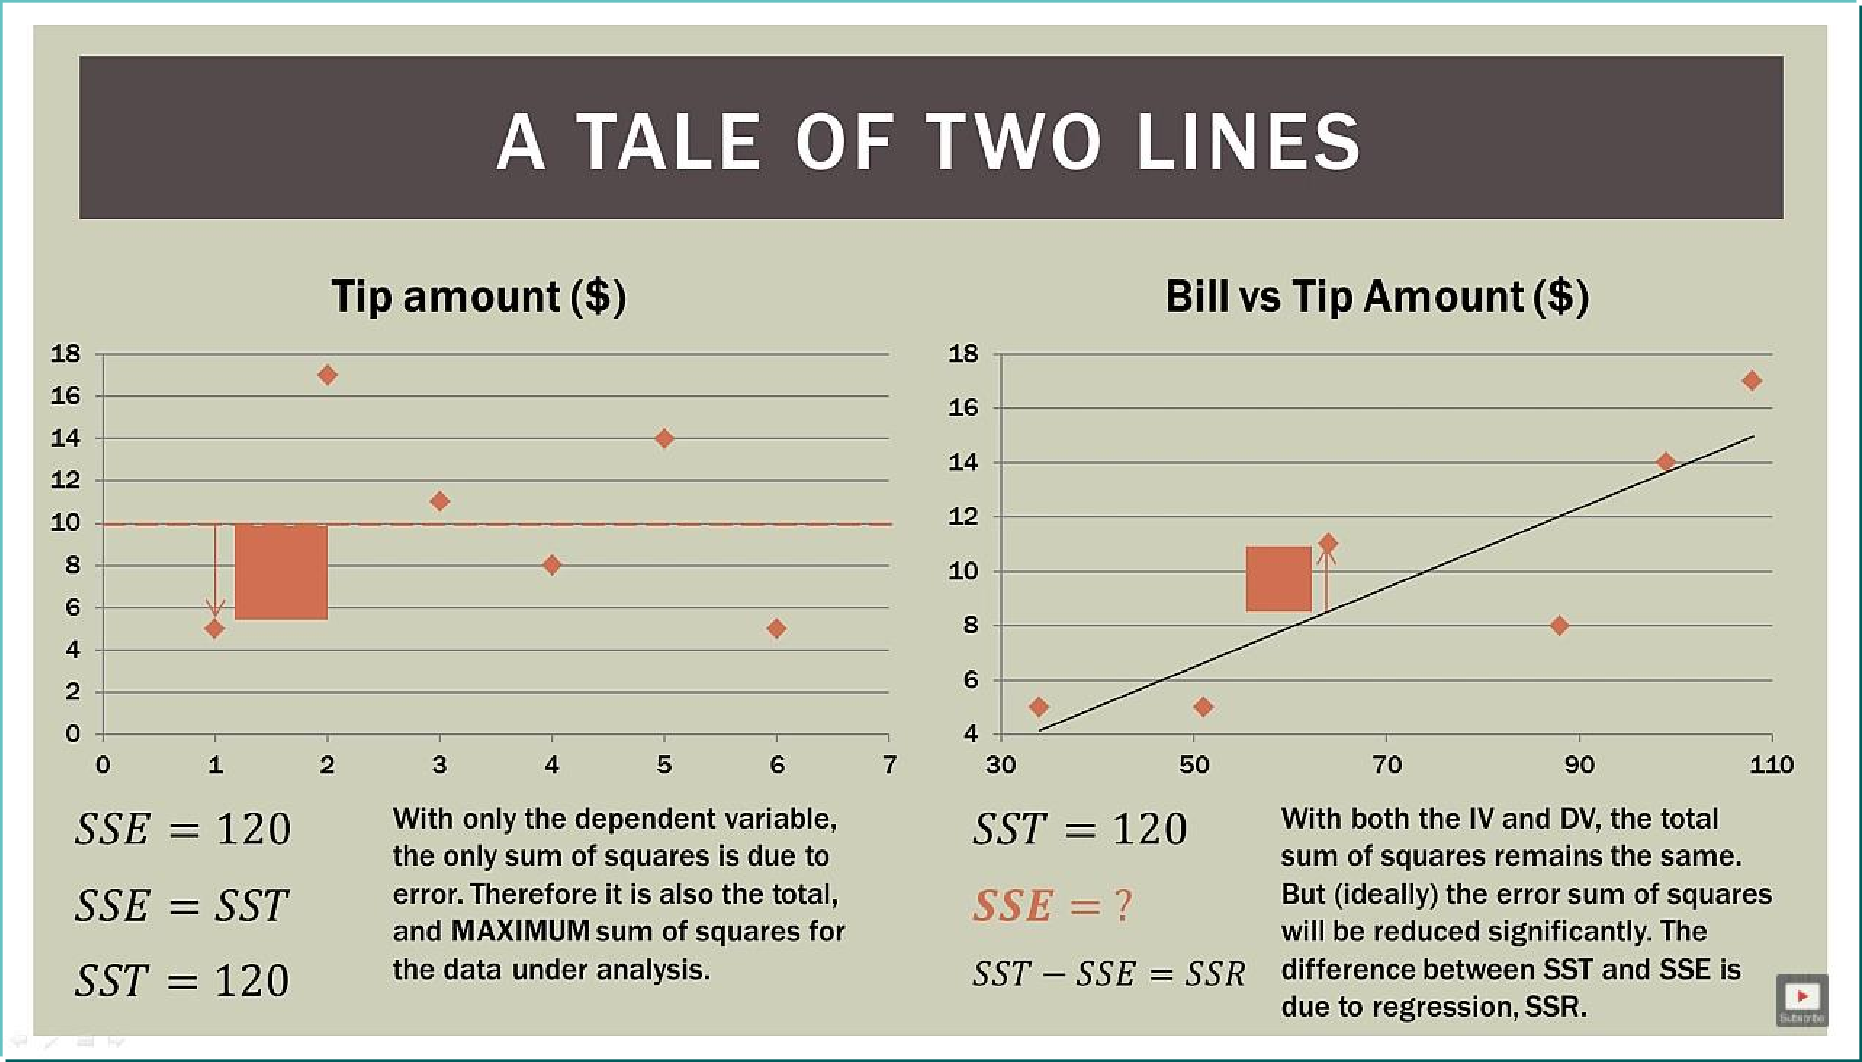 A TALE OF TWO LINES
Tip amount ($)
18
16
14
12
10
8
6
4
2
0
0 1 2 3 4 5 6 7
SSE = 120
SSE = SST
SST = 120
With only the dependent variable,
the only sum of squares is due to
error. Therefore it is also the total,
and MAXIMUM sum of squares for
the data under analysis.
Bill vs Tip Amount ($)
18
16
14
12
10
8
6
4
30 50 70 90 110
SST = 120
SSE = ?
SST − SSE = SSR
With both the IV and DV, the total
sum of squares remains the same.
But (ideally) the error sum of squares
will be reduced significantly. The
difference between SST and SSE is
due to regression, SSR.
Subscribe